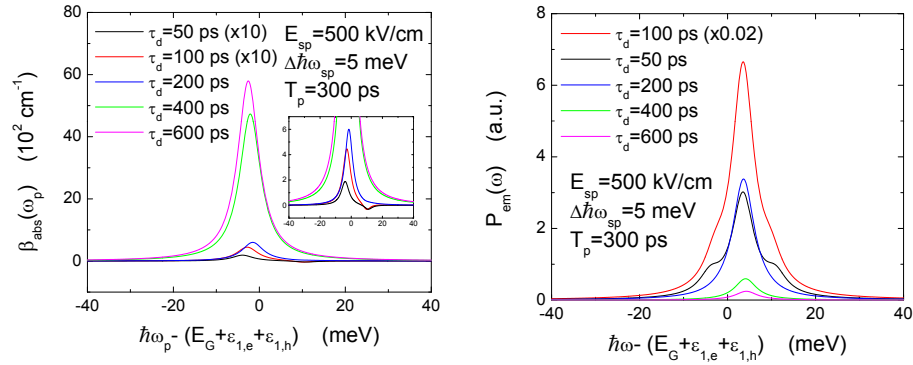 τd=50 ps (x10)
τd=100 ps (x10)
τd=200 ps
τd=400 ps
τd=600 ps
Esp=500 kV/cm
Δℏωsp=5 meV
Tp=300 ps
80
60
40
20
0
βabs(ωp) (10² cm⁻¹)
6
4
2
0
-40 -20 0 20 40
-40 -20 0 20 40
ℏωp- (EG+ε1,e+ε1,h) (meV)
τd=100 ps (x0.02)
τd=50 ps
τd=200 ps
τd=400 ps
τd=600 ps
Esp=500 kV/cm
Δℏωsp=5 meV
Tp=300 ps
8
6
4
2
0
Pem(ω) (a.u.)
-40 -20 0 20 40
ℏω- (EG+ε1,e+ε1,h) (meV)